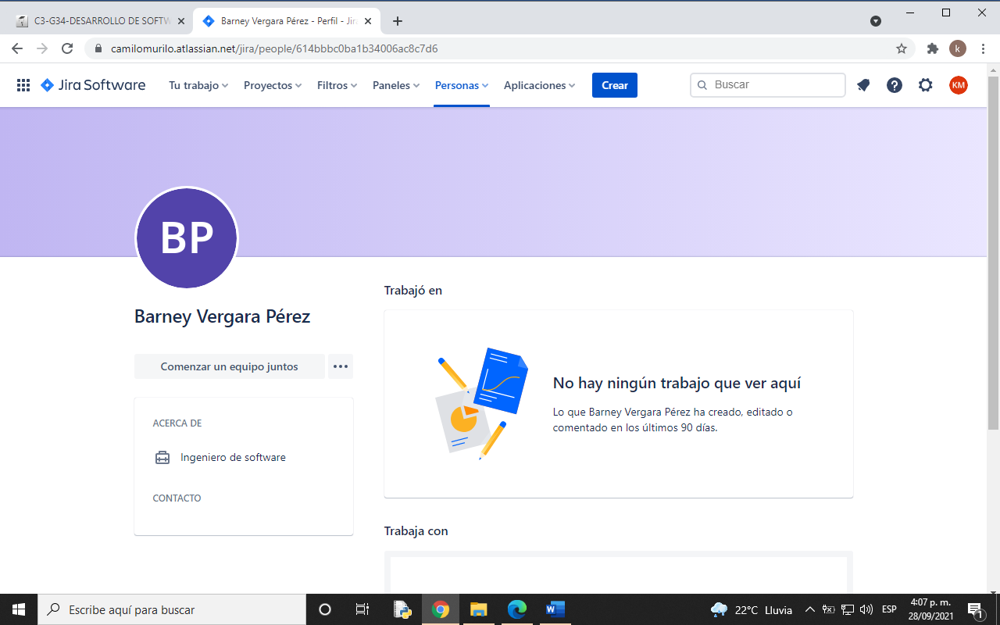 C3-G34-DESARROLLO DE SOFTW
Barney Vergara Pérez - Perfil - Jira
camilomurilo.atlassian.net/jira/people/614bbbc0ba1b34006ac8c7d6
k
Jira Software
Tu trabajo
Proyectos
Filtros
Paneles
Personas
Aplicaciones
Crear
Buscar
KM
BP
Barney Vergara Pérez
Comenzar un equipo juntos
ACERCA DE
Ingeniero de software
CONTACTO
Trabajó en
No hay ningún trabajo que ver aquí
Lo que Barney Vergara Pérez ha creado, editado o
comentado en los últimos 90 días.
Trabaja con
Escribe aquí para buscar
22°C Lluvia
ESP
4:07 p. m.
28/09/2021
1